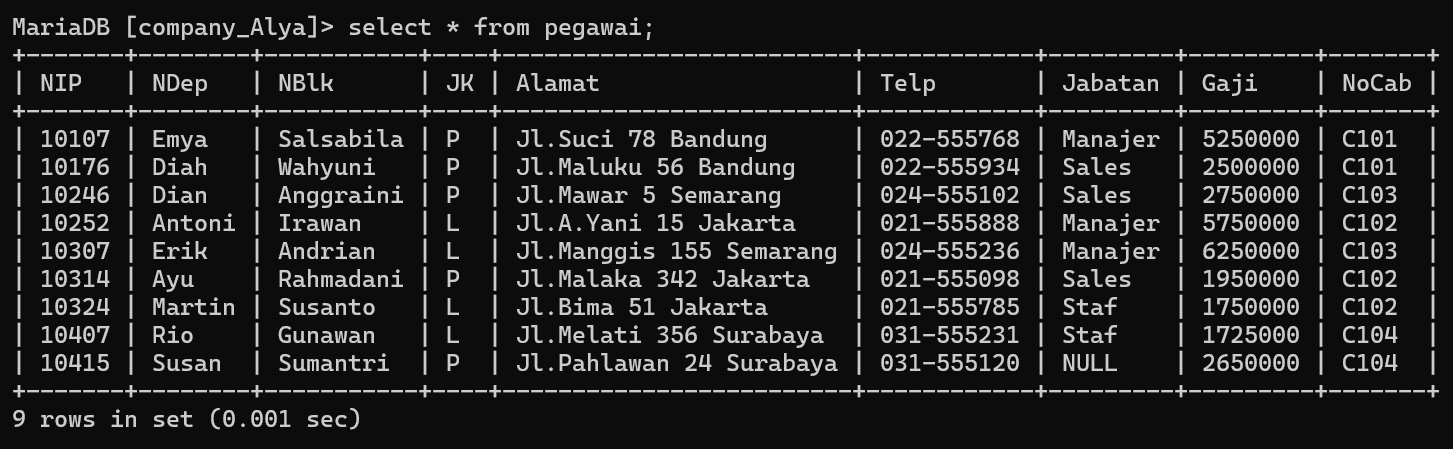 MariaDB [company_Alya]> select * from pegawai;
+-------+--------+-----------+----+-------------------------+------------+---------+---------+-------+
| NIP   | NDep   | NBlk      | JK | Alamat                  | Telp       | Jabatan | Gaji    | NoCab |
+-------+--------+-----------+----+-------------------------+------------+---------+---------+-------+
| 10107 | Emya   | Salsabila | P  | Jl.Suci 78 Bandung      | 022-555768 | Manajer | 5250000 | C101  |
| 10176 | Diah   | Wahyuni   | P  | Jl.Maluku 56 Bandung    | 022-555934 | Sales   | 2500000 | C101  |
| 10246 | Dian   | Anggraini | P  | Jl.Mawar 5 Semarang     | 024-555102 | Sales   | 2750000 | C103  |
| 10252 | Antoni | Irawan    | L  | Jl.A.Yani 15 Jakarta    | 021-555888 | Manajer | 5750000 | C102  |
| 10307 | Erik   | Andrian   | L  | Jl.Manggis 155 Semarang | 024-555236 | Manajer | 6250000 | C103  |
| 10314 | Ayu    | Rahmadani | P  | Jl.Malaka 342 Jakarta   | 021-555098 | Sales   | 1950000 | C102  |
| 10324 | Martin | Susanto   | L  | Jl.Bima 51 Jakarta      | 021-555785 | Staf    | 1750000 | C102  |
| 10407 | Rio    | Gunawan   | L  | Jl.Melati 356 Surabaya  | 031-555231 | Staf    | 1725000 | C104  |
| 10415 | Susan  | Sumantri  | P  | Jl.Pahlawan 24 Surabaya | 031-555120 | NULL    | 2650000 | C104  |
+-------+--------+-----------+----+-------------------------+------------+---------+---------+-------+
9 rows in set (0.001 sec)